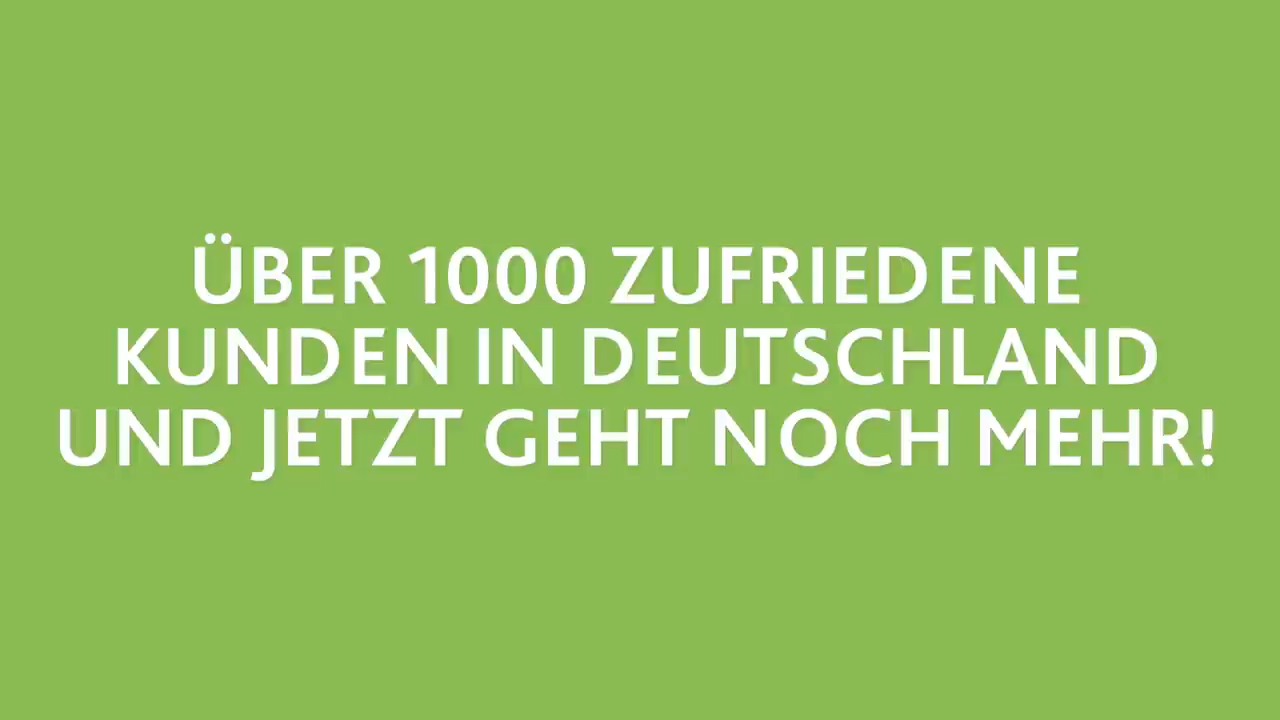 ÜBER 1000 ZUFRIEDENE
KUNDEN IN DEUTSCHLAND
UND JETZT GEHT NOCH MEHR!